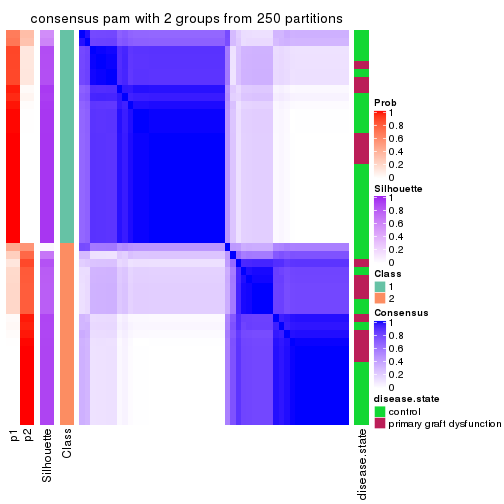 consensus pam with 2 groups from 250 partitions
Prob
1
0.8
0.6
0.4
0.2
0
Silhouette
1
0.8
0.6
0.4
0.2
0
Class
1
2
Consensus
1
0.8
0.6
0.4
0.2
0
disease.state
control
primary graft dysfunction
p1
p2
Silhouette
Class
disease.state